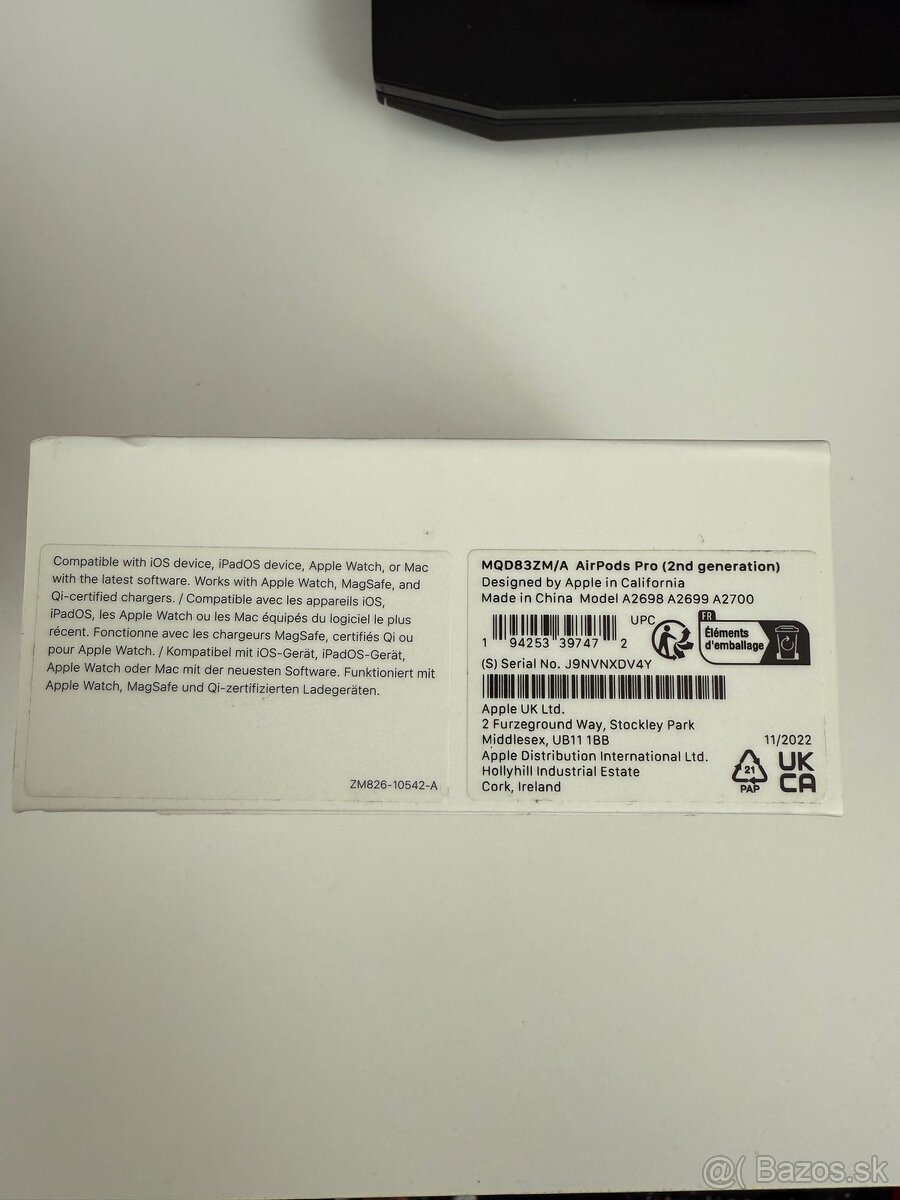 Compatible with iOS device, iPadOS device, Apple Watch, or Mac
with the latest software. Works with Apple Watch, MagSafe, and
Qi-certified chargers. / Compatible avec les appareils iOS,
iPadOS, les Apple Watch ou les Mac équipés du logiciel le plus
récent. Fonctionne avec les chargeurs MagSafe, certifiés Qi ou
pour Apple Watch. / Kompatibel mit iOS-Gerät, iPadOS-Gerät,
Apple Watch oder Mac mit der neuesten Software. Funktioniert mit
Apple Watch, MagSafe und Qi-zertifizierten Ladegeräten.
ZM826-10542-A
MQD83ZM/A AirPods Pro (2nd generation)
Designed by Apple in California
Made in China Model A2698 A2699 A2700
UPC
1 94253 39747 2
FR
Éléments
d'emballage
(S) Serial No. J9NVNXDV4Y
Apple UK Ltd.
2 Furzeground Way, Stockley Park
Middlesex, UB11 1BB
Apple Distribution International Ltd.
Hollyhill Industrial Estate
Cork, Ireland
11/2022
21
PAP
UK
CA
@( Bazos.sk